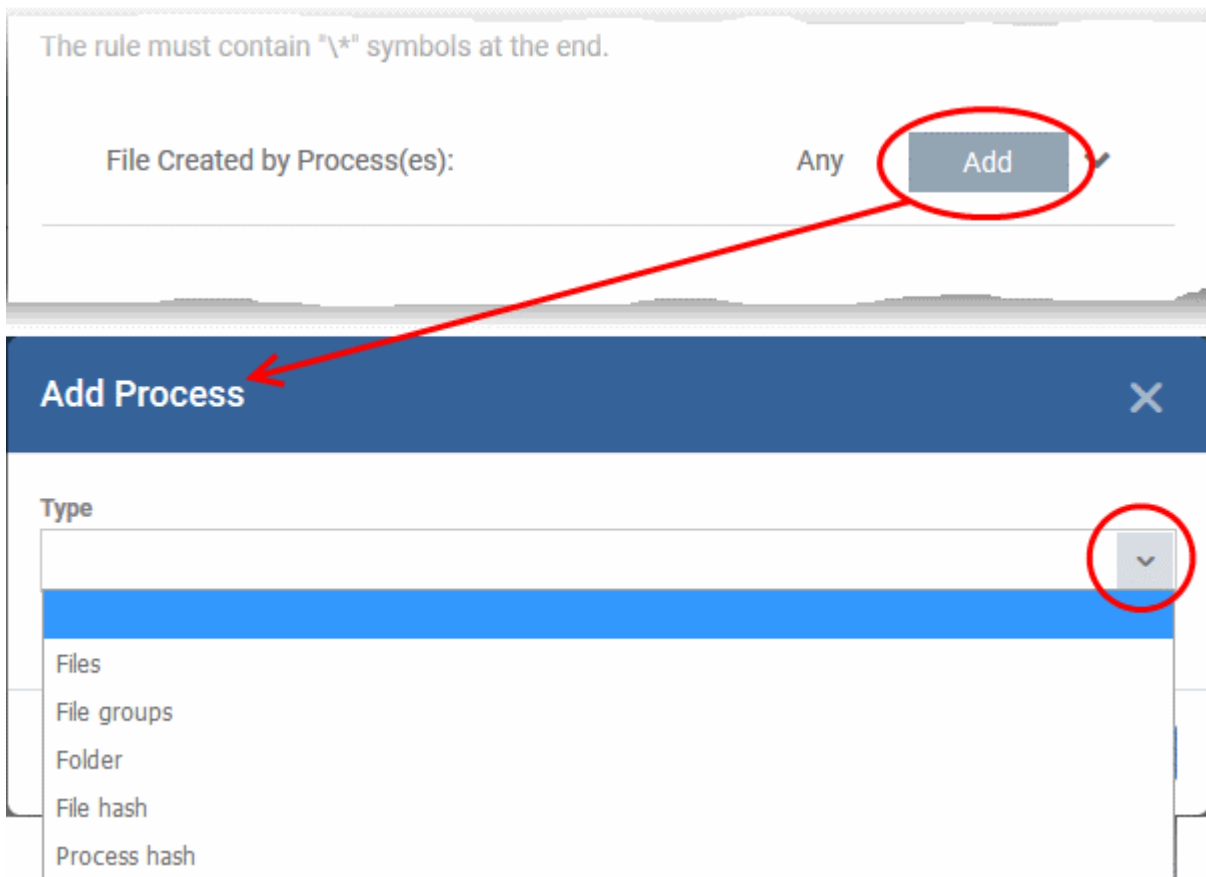 The rule must contain "\*" symbols at the end.
File Created by Process(es): Any Add
Add Process
Type
Files
File groups
Folder
File hash
Process hash